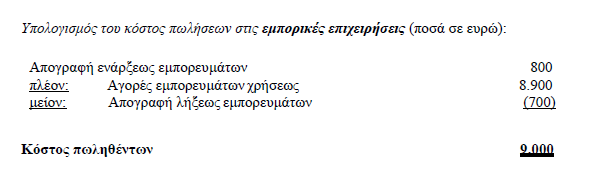 Υπολογισμός του κόστος πωλήσεων στις εμπορικές επιχειρήσεις (ποσά σε ευρώ):
Απογραφή ενάρξεως εμπορευμάτων 800
πλέον: Αγορές εμπορευμάτων χρήσεως 8.900
μείον: Απογραφή λήξεως εμπορευμάτων (700)
Κόστος πωληθέντων 9.000